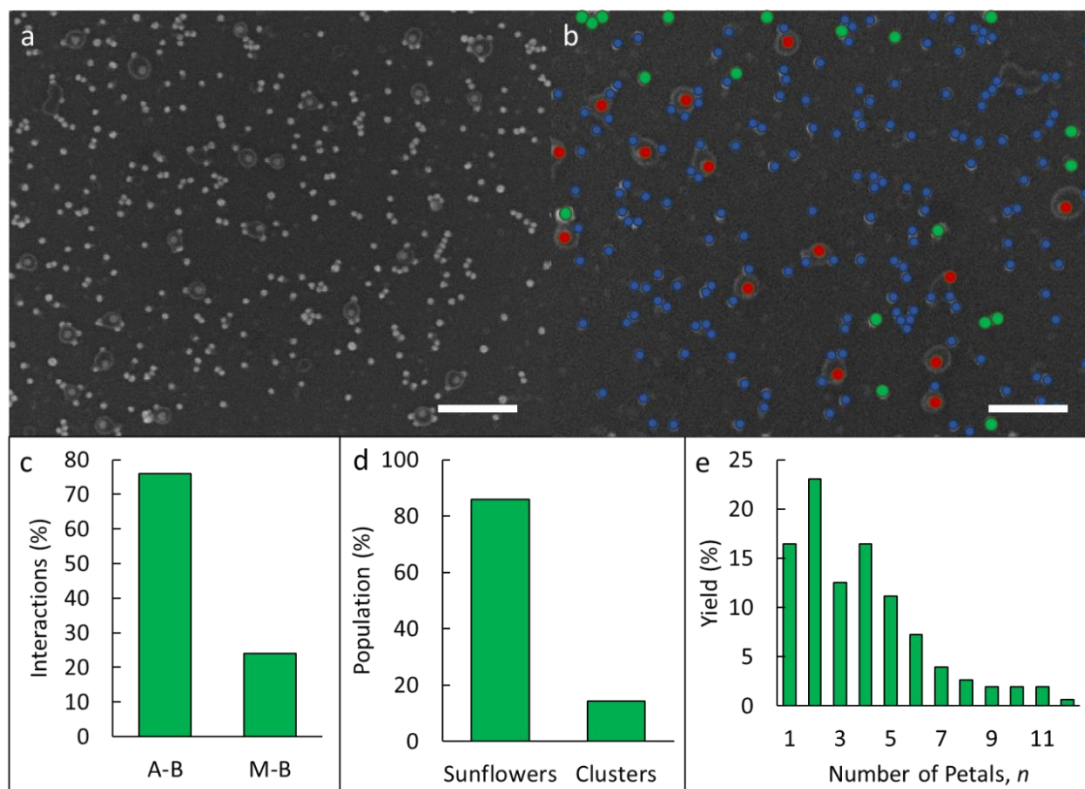 a
b
c
80
70
60
50
40
30
20
10
0
Interactions (%)
A-B M-B
d
100
80
60
40
20
0
Population (%)
Sunflowers Clusters
e
25
20
15
10
5
0
Yield (%)
1 3 5 7 9 11
Number of Petals, n